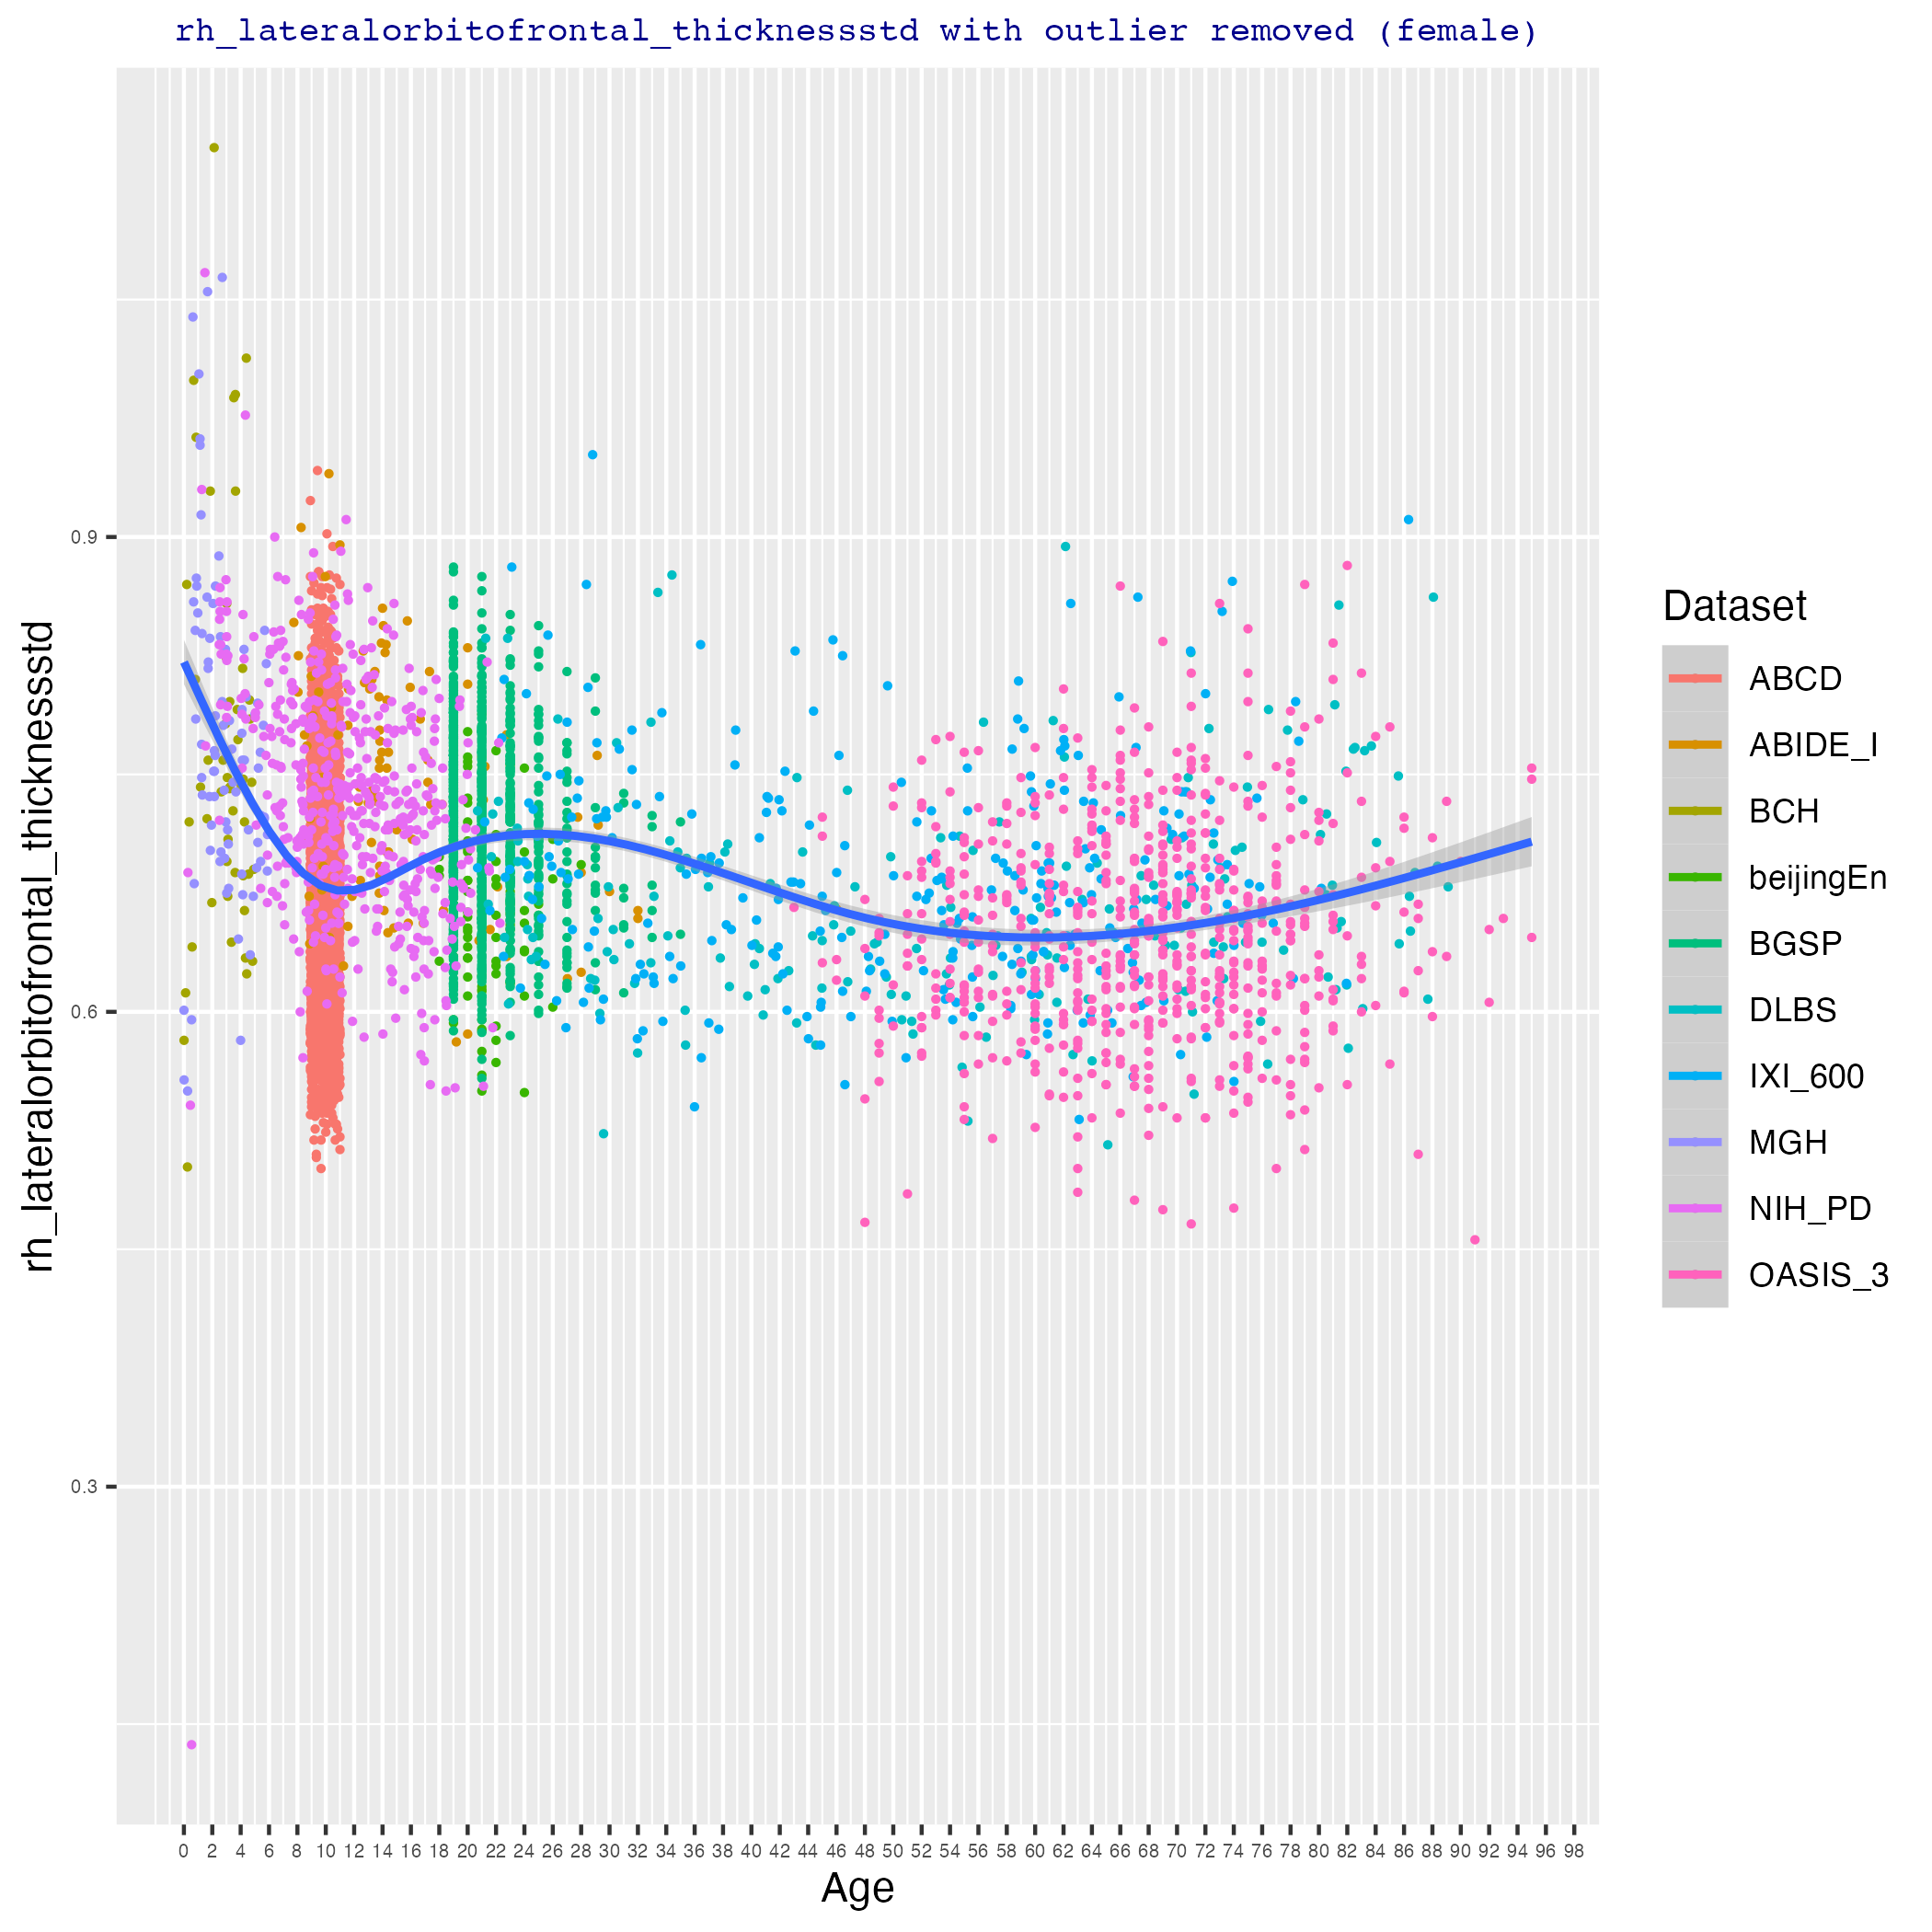 rh_lateralorbitofrontal_thicknessstd with outlier removed (female)
rh_lateralorbitofrontal_thicknessstd
0.9
0.6
0.3
0 2 4 6 8 10 12 14 16 18 20 22 24 26 28 30 32 34 36 38 40 42 44 46 48 50 52 54 56 58 60 62 64 66 68 70 72 74 76 78 80 82 84 86 88 90 92 94 96 98
Age
Dataset
ABCD
ABIDE_I
BCH
beijingEn
BGSP
DLBS
IXI_600
MGH
NIH_PD
OASIS_3